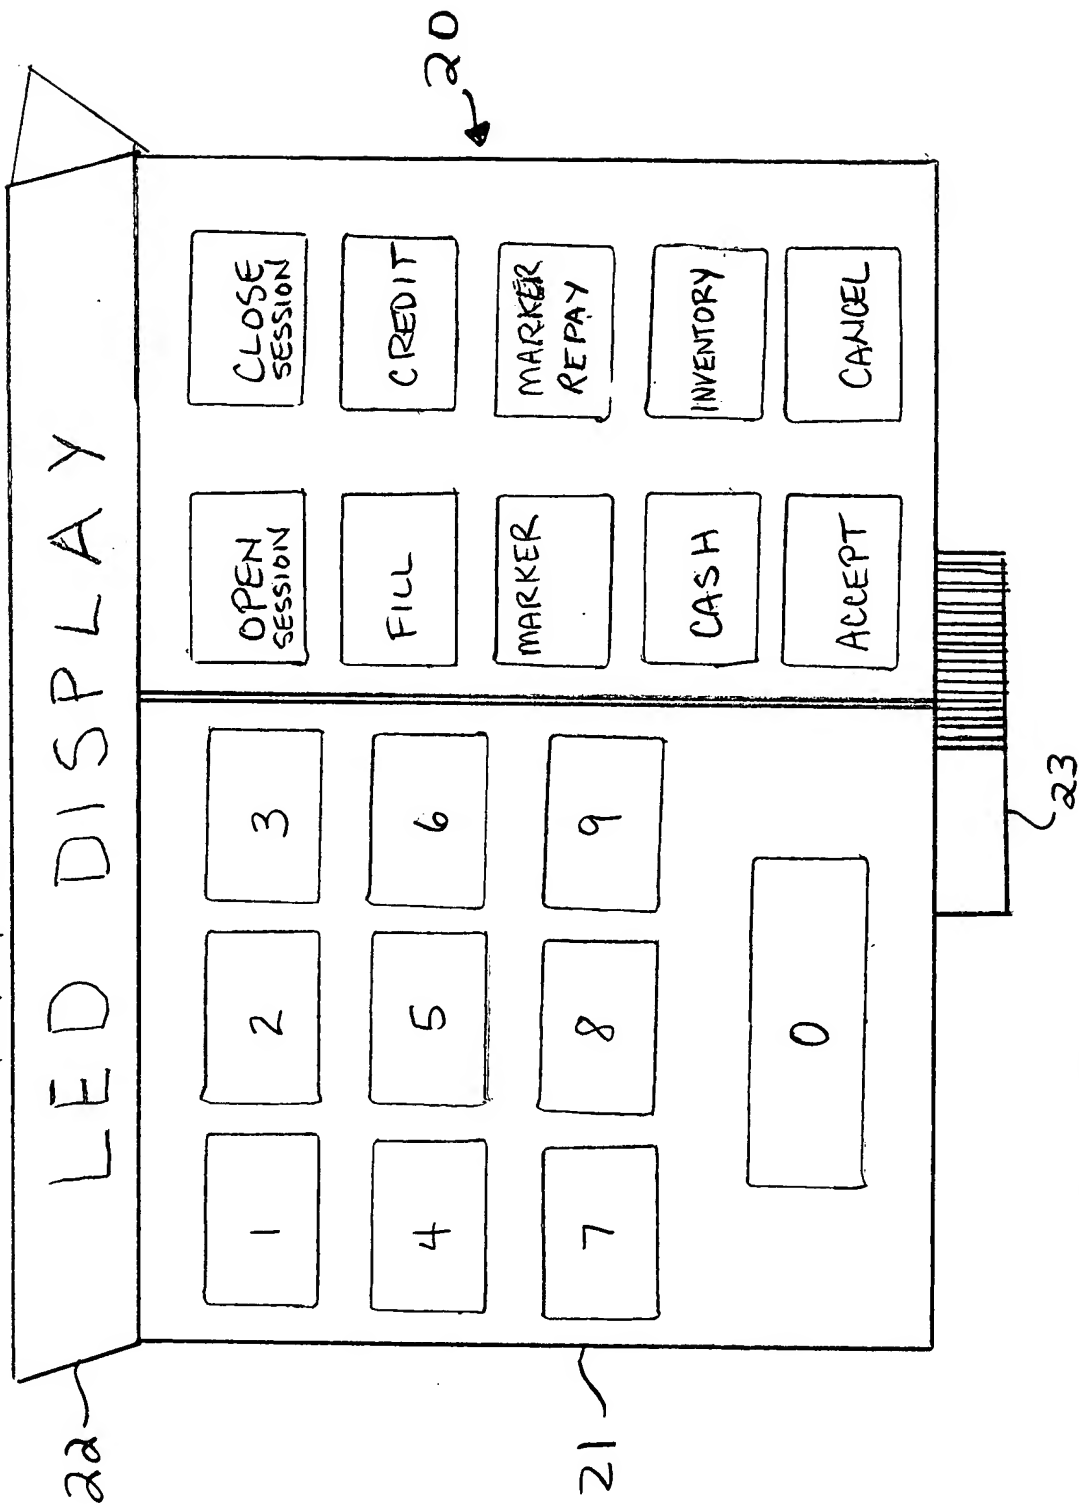 LED DISPLAY
22
1
2
3
4
5
6
7
8
9
0
21
OPEN
SESSION
CLOSE
SESSION
FILL
CREDIT
MARKER
MARKER
REPAY
CASH
INVENTORY
ACCEPT
CANCEL
20
23